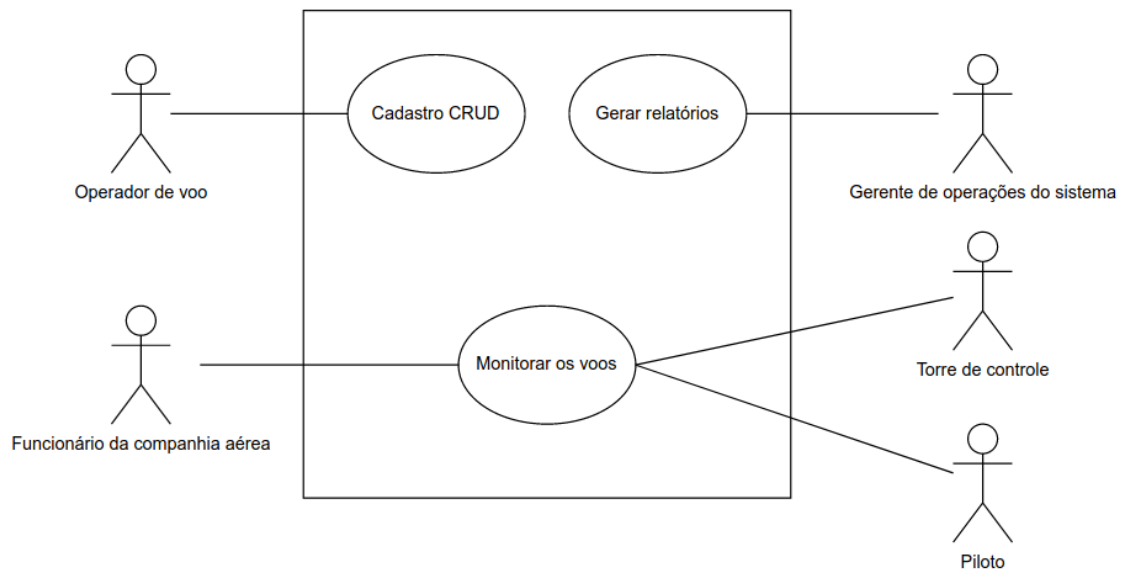 Cadastro CRUD
Gerar relatórios
Operador de voo
Gerente de operações do sistema
Monitorar os voos
Torre de controle
Funcionário da companhia aérea
Piloto